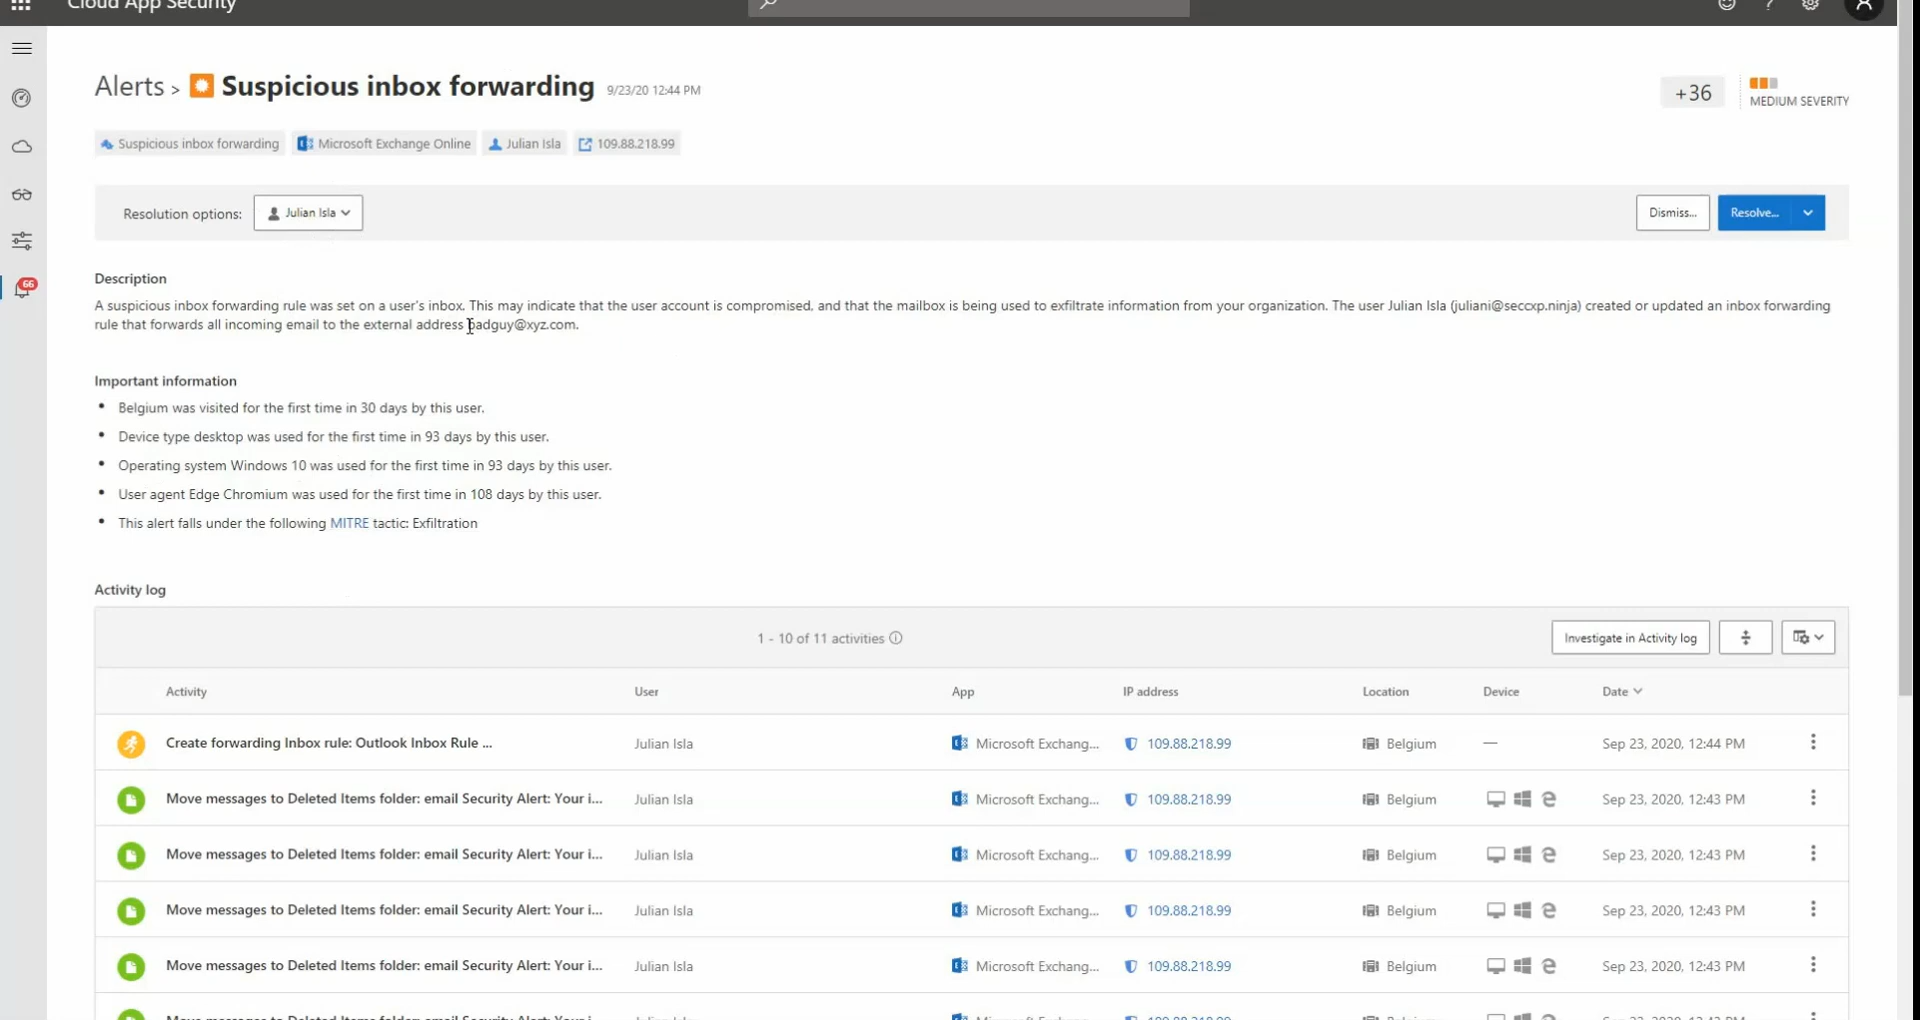 Cloud App Security
Alerts > Suspicious inbox forwarding 9/23/20 12:44 PM
+36
MEDIUM SEVERITY
Suspicious inbox forwarding Microsoft Exchange Online Julian Isla 109.88.218.99
Resolution options: Julian Isla Dismiss... Resolve...
66
Description
A suspicious inbox forwarding rule was set on a user's inbox. This may indicate that the user account is compromised, and that the mailbox is being used to exfiltrate information from your organization. The user Julian Isla (juliani@seccxp.ninja) created or updated an inbox forwarding
rule that forwards all incoming email to the external address badguy@xyz.com.
Important information
• Belgium was visited for the first time in 30 days by this user.
• Device type desktop was used for the first time in 93 days by this user.
• Operating system Windows 10 was used for the first time in 93 days by this user.
• User agent Edge Chromium was used for the first time in 108 days by this user.
• This alert falls under the following MITRE tactic: Exfiltration
Activity log
1 - 10 of 11 activities Investigate in Activity log
Activity User App IP address Location Device Date
Create forwarding Inbox rule: Outlook Inbox Rule ... Julian Isla Microsoft Exchang... 109.88.218.99 Belgium — Sep 23, 2020, 12:44 PM
Move messages to Deleted Items folder: email Security Alert: Your i... Julian Isla Microsoft Exchang... 109.88.218.99 Belgium Sep 23, 2020, 12:43 PM
Move messages to Deleted Items folder: email Security Alert: Your i... Julian Isla Microsoft Exchang... 109.88.218.99 Belgium Sep 23, 2020, 12:43 PM
Move messages to Deleted Items folder: email Security Alert: Your i... Julian Isla Microsoft Exchang... 109.88.218.99 Belgium Sep 23, 2020, 12:43 PM
Move messages to Deleted Items folder: email Security Alert: Your i... Julian Isla Microsoft Exchang... 109.88.218.99 Belgium Sep 23, 2020, 12:43 PM